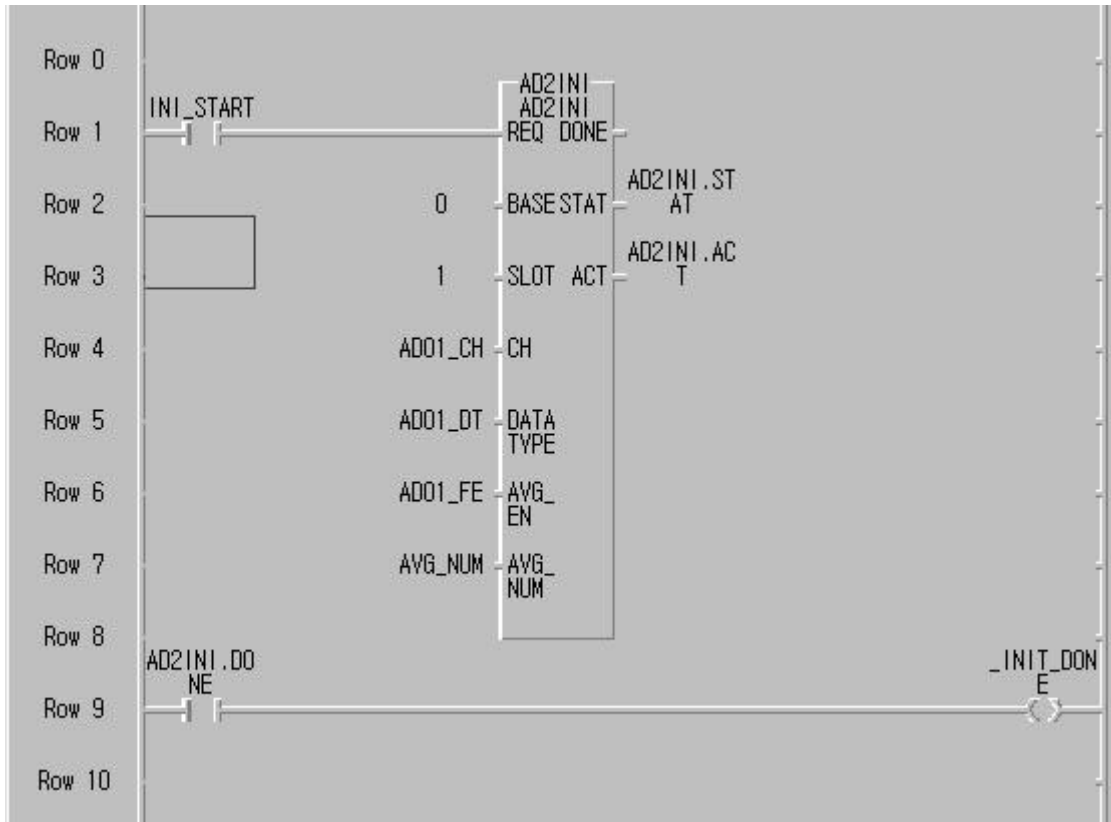 Row 0
AD2INI
INI_START
AD2INI
Row 1
REQ DONE
AD2INI.ST
Row 2
0
BASE STAT
AT
AD2INI.AC
Row 3
1
SLOT ACT
T
Row 4
AD01_CH
CH
Row 5
AD01_DT
DATA
TYPE
Row 6
AD01_FE
AVG_
EN
Row 7
AVG_NUM
AVG_
NUM
Row 8
AD2INI.DO
_INIT_DON
NE
E
Row 9
Row 10